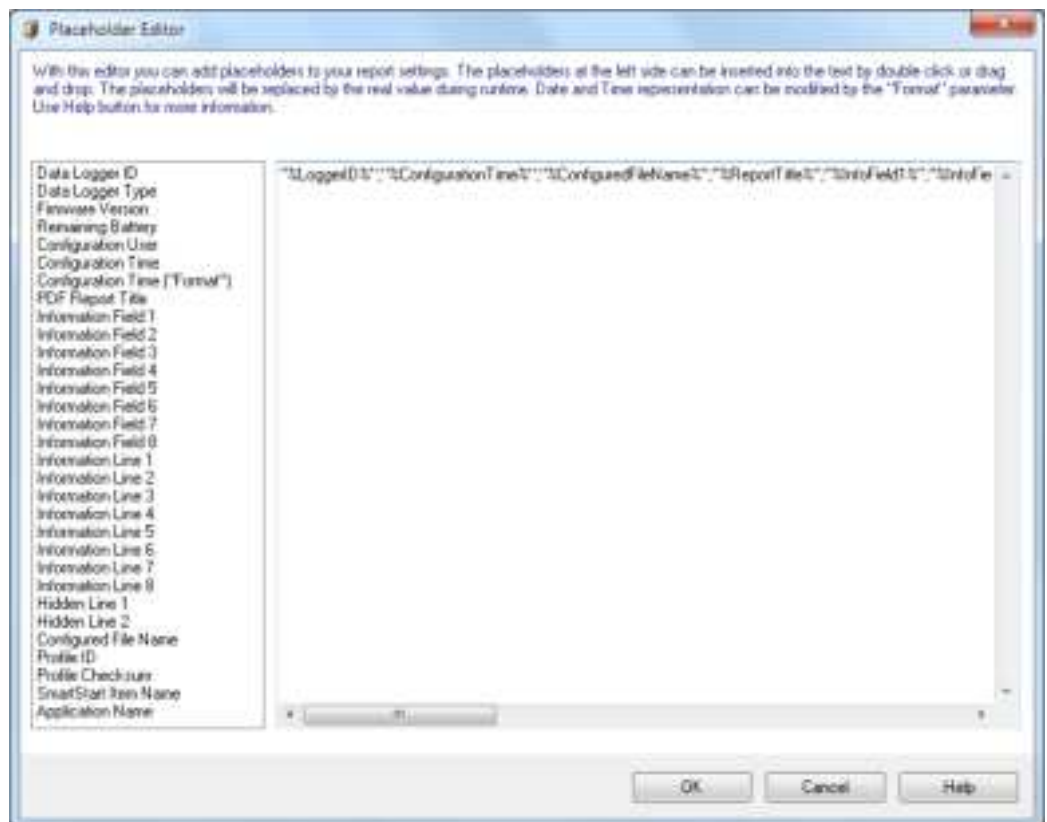 Placeholder Editor
With this editor you can add placeholders to your report settings. The placeholders at the left side can be inserted into the text by double click or drag
and drop. The placeholders will be replaced by the real value during runtime. Date and Time representation can be modified by the "Format" parameter.
Use Help button for more information.
Data Logger ID
Data Logger Type
Firmware Version
Remaining Battery
Configuration User
Configuration Time
Configuration Time ("Format")
PDF Report Title
Information Field 1
Information Field 2
Information Field 3
Information Field 4
Information Field 5
Information Field 6
Information Field 7
Information Field 8
Information Line 1
Information Line 2
Information Line 3
Information Line 4
Information Line 5
Information Line 6
Information Line 7
Information Line 8
Hidden Line 1
Hidden Line 2
Configured File Name
Profile ID
Profile Checksum
SmartStart Item Name
Application Name
"%LoggerID%";"%ConfigurationTime%";"%ConfiguredFileName%";"%ReportTitle%";"%InfoField1%";"%InfoFie
OK
Cancel
Help